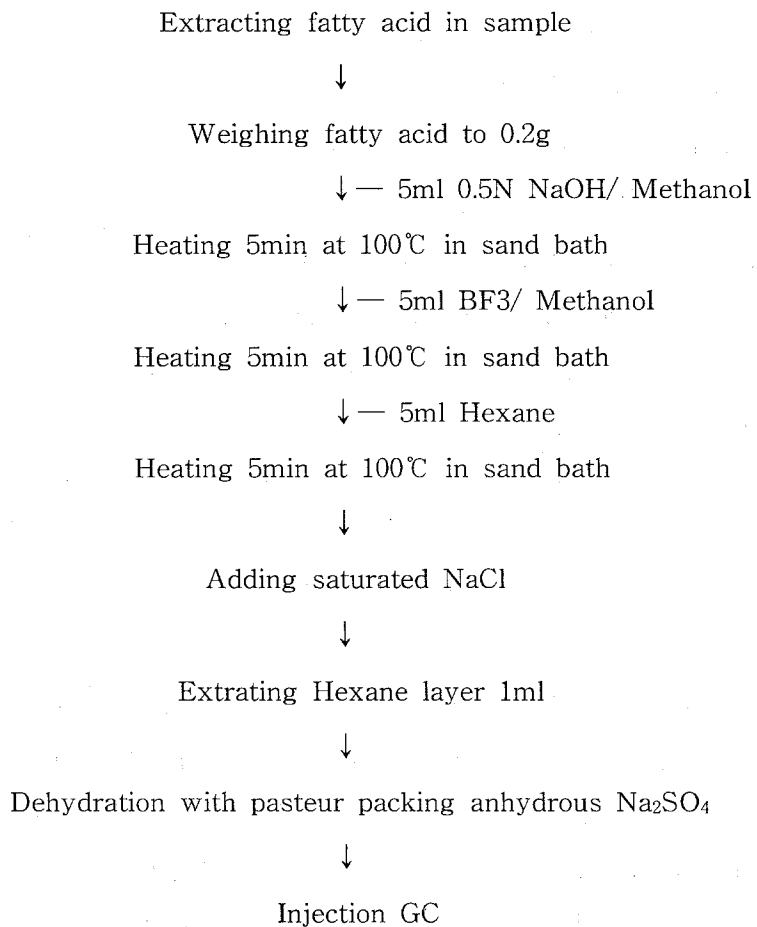 Extracting fatty acid in sample
↓
Weighing fatty acid to 0.2g
↓─ 5ml 0.5N NaOH/ Methanol
Heating 5min at 100℃ in sand bath
↓─ 5ml BF3/ Methanol
Heating 5min at 100℃ in sand bath
↓─ 5ml Hexane
Heating 5min at 100℃ in sand bath
↓
Adding saturated NaCl
↓
Extrating Hexane layer 1ml
↓
Dehydration with pasteur packing anhydrous Na₂SO₄
↓
Injection GC